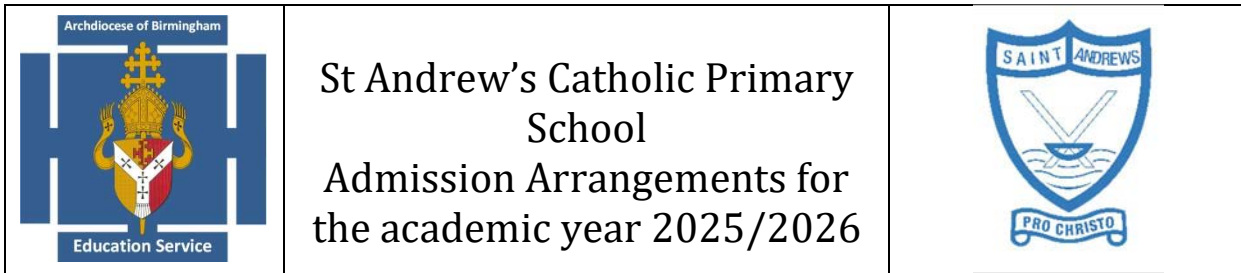 Archdiocese of Birmingham
Education Service
St Andrew’s Catholic Primary
School
Admission Arrangements for
the academic year 2025/2026
SAINT ANDREWS
PRO CHRISTO